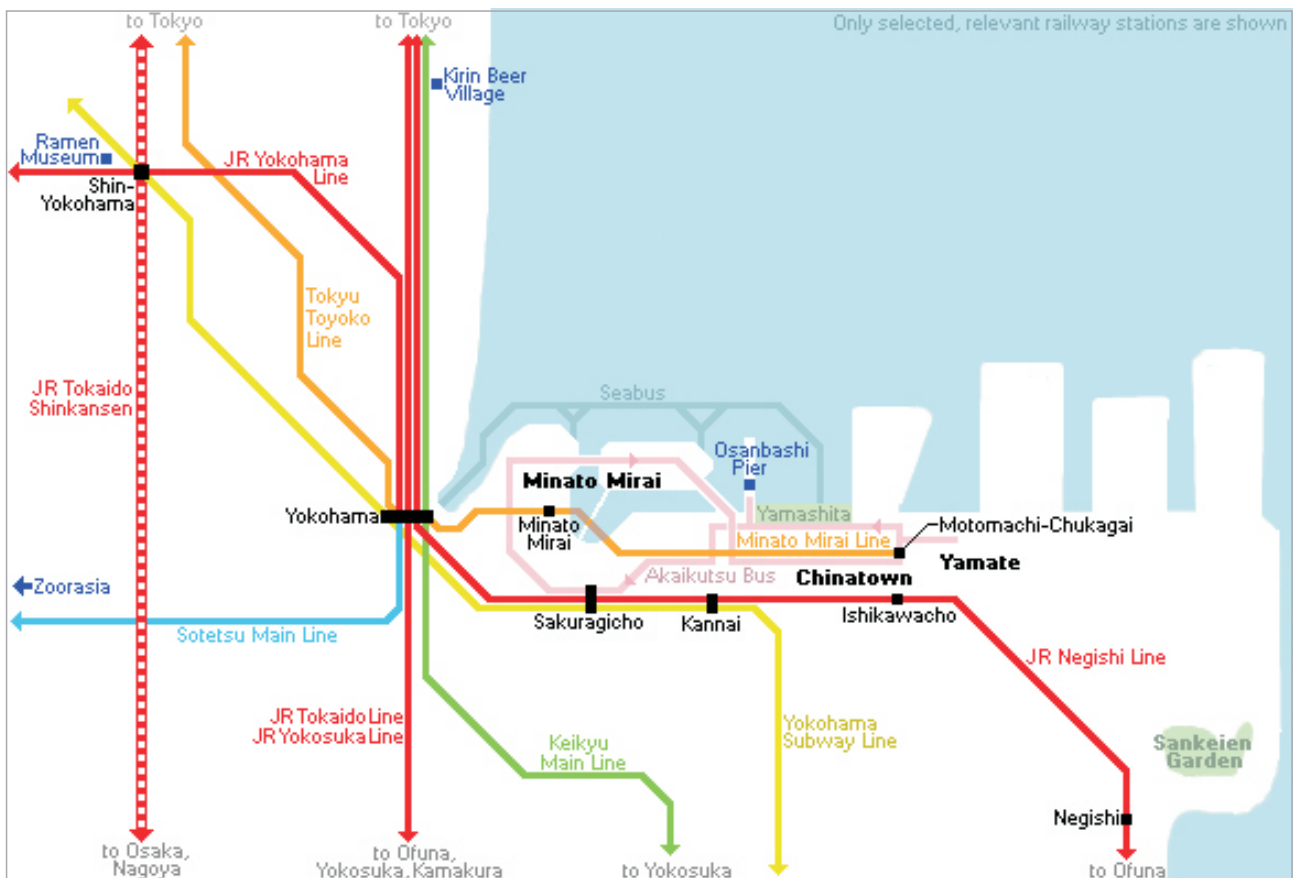 to Tokyo
to Tokyo
Only selected, relevant railway stations are shown
Kirin Beer
Village
Ramen
Museum
JR Yokohama
Line
Shin-
Yokohama
Tokyu
Toyoko
Line
JR Tokaido
Shinkansen
Seabus
Osanbashi
Pier
Minato Mirai
Yokohama
Minato
Mirai
Yamashita
Motomachi-Chukagai
Minato Mirai Line
Yamate
Akaikutsu Bus
Chinatown
Zoorasia
Sakuragicho
Kannai
Ishikawacho
Sotetsu Main Line
JR Negishi Line
JR Tokaido Line
JR Yokosuka Line
Keikyu
Main Line
Yokohama
Subway Line
Sankeien
Garden
Negishi
to Osaka,
Nagoya
to Ofuna,
Yokosuka, Kamakura
to Yokosuka
to Ofuna